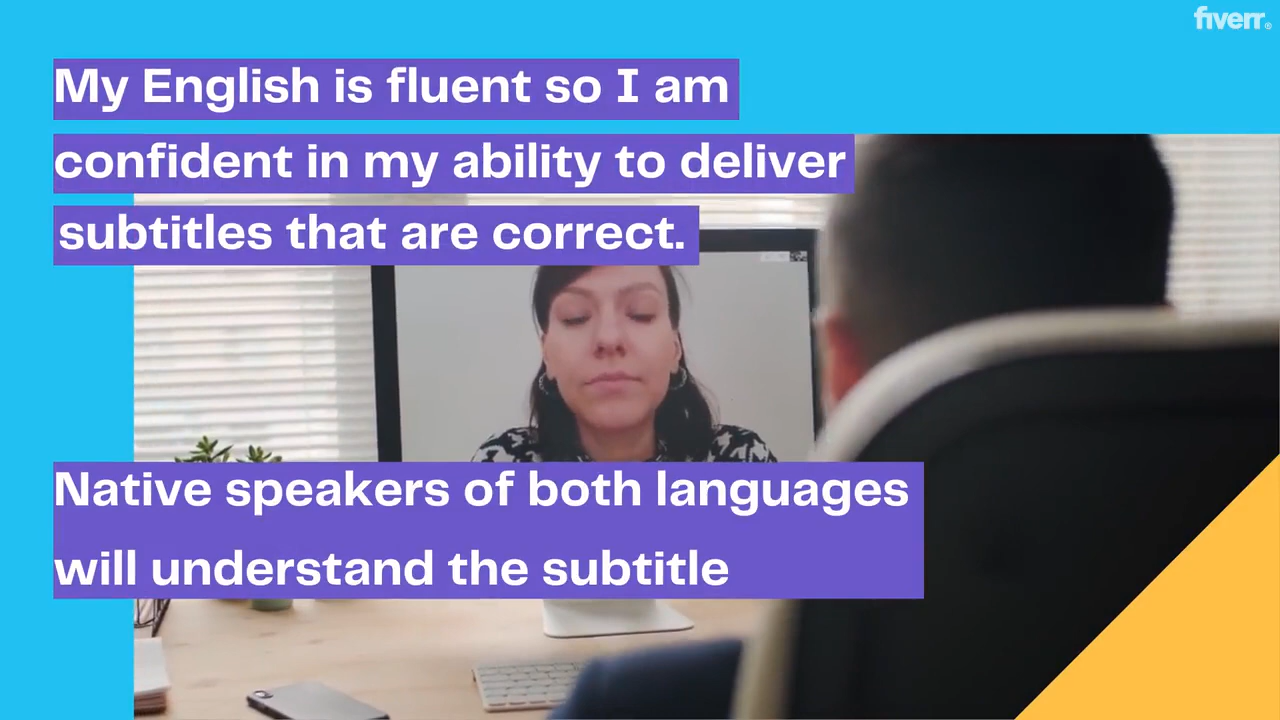 fiverr®
My English is fluent so I am
confident in my ability to deliver
subtitles that are correct.
Native speakers of both languages
will understand the subtitle